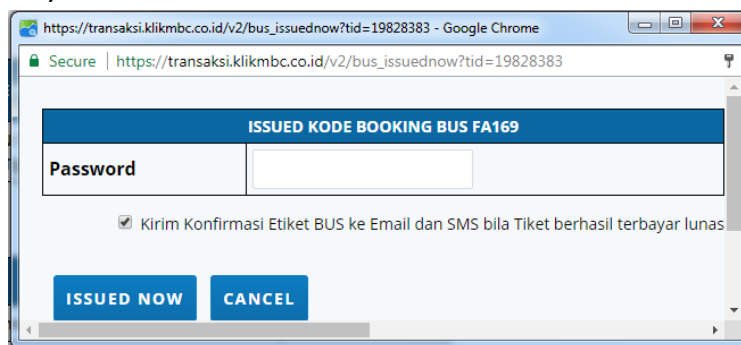 https://transaksi.klikmbc.co.id/v2/bus_issuednow?tid=19828383 - Google Chrome
Secure | https://transaksi.klikmbc.co.id/v2/bus_issuednow?tid=19828383
ISSUED KODE BOOKING BUS FA169
Password
Kirim Konfirmasi Etiket BUS ke Email dan SMS bila Tiket berhasil terbayar lunas
ISSUED NOW CANCEL